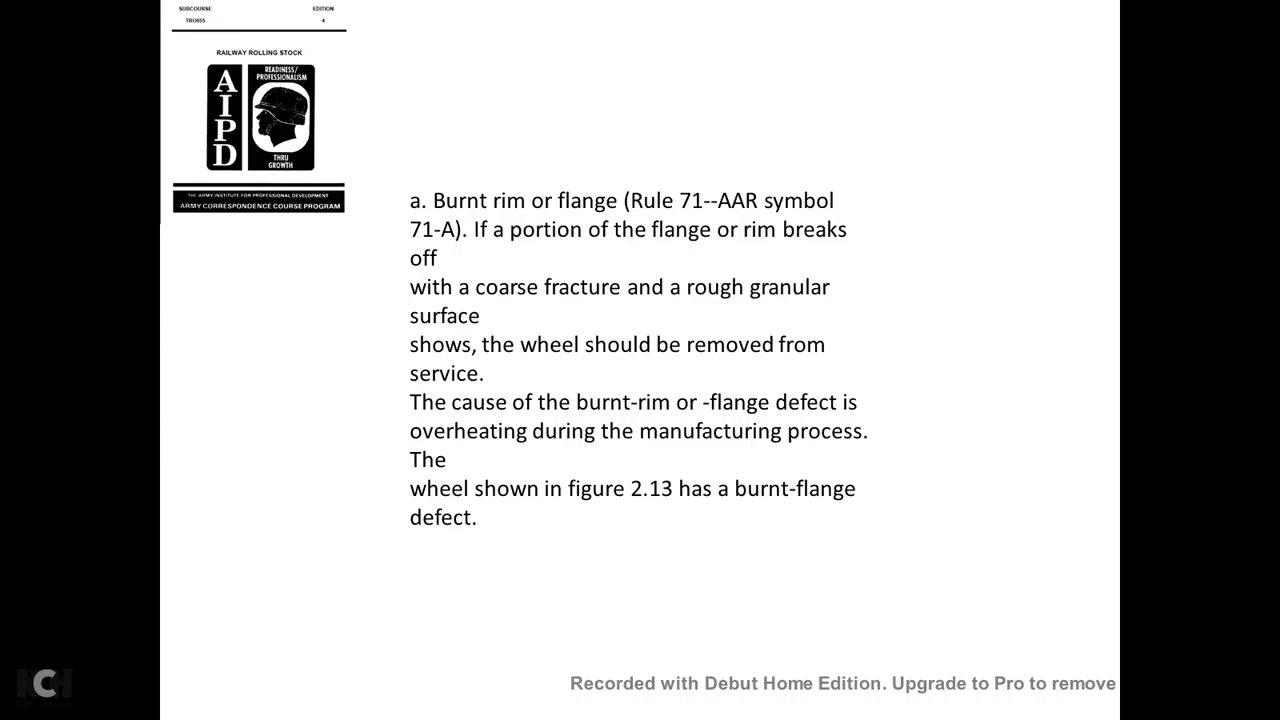 SUBCOURSE EDITION
TRO655 4
RAILWAY ROLLING STOCK
A
I
P
D
READINESS/
PROFESSIONALISM
THRU
GROWTH
THE ARMY INSTITUTE FOR PROFESSIONAL DEVELOPMENT
ARMY CORRESPONDENCE COURSE PROGRAM
a. Burnt rim or flange (Rule 71--AAR symbol
71-A). If a portion of the flange or rim breaks
off
with a coarse fracture and a rough granular
surface
shows, the wheel should be removed from
service.
The cause of the burnt-rim or -flange defect is
overheating during the manufacturing process.
The
wheel shown in figure 2.13 has a burnt-flange
defect.
NCH
Recorded with Debut Home Edition. Upgrade to Pro to remove